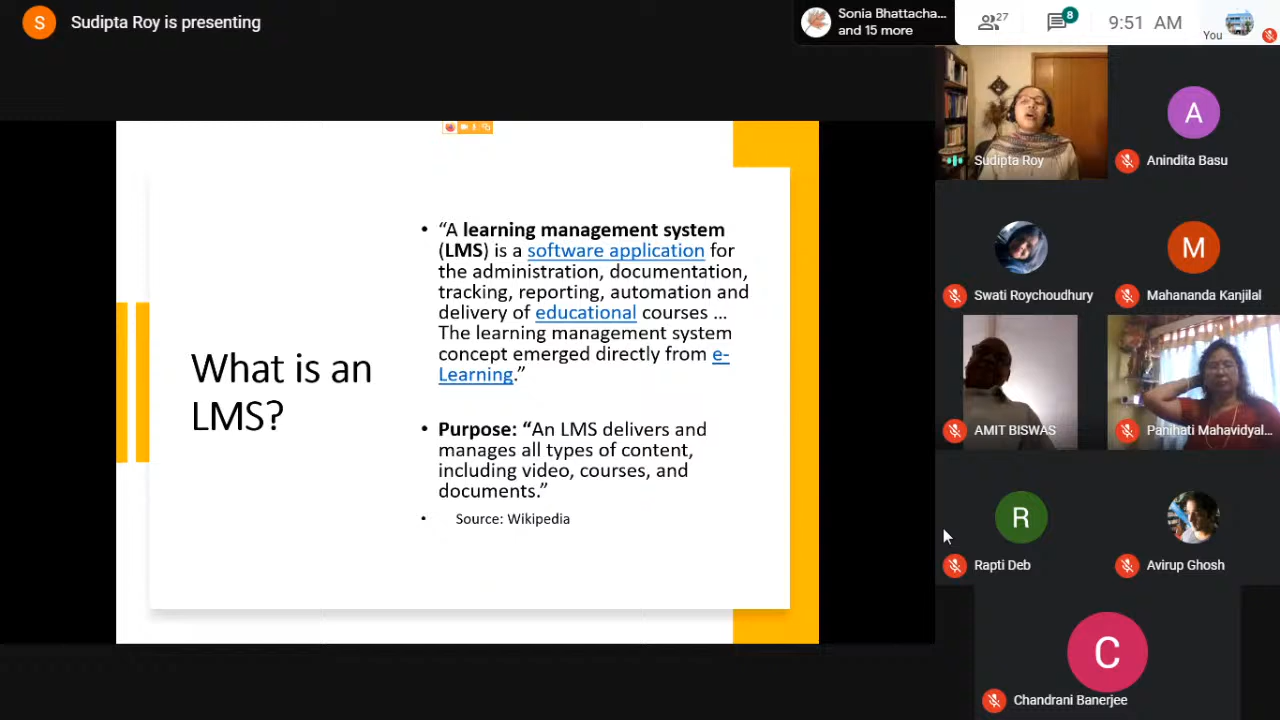 S
Sudipta Roy is presenting
Sonia Bhattacha...
and 15 more
27
8
9:51 AM
You
What is an
LMS?
• “A learning management system
(LMS) is a software application for
the administration, documentation,
tracking, reporting, automation and
delivery of educational courses …
The learning management system
concept emerged directly from e-
Learning.”
• Purpose: “An LMS delivers and
manages all types of content,
including video, courses, and
documents.”
• Source: Wikipedia
Sudipta Roy
A
Anindita Basu
Swati Roychoudhury
M
Mahananda Kanjilal
AMIT BISWAS
Panihati Mahavidyal...
R
Rapti Deb
Avirup Ghosh
C
Chandrani Banerjee